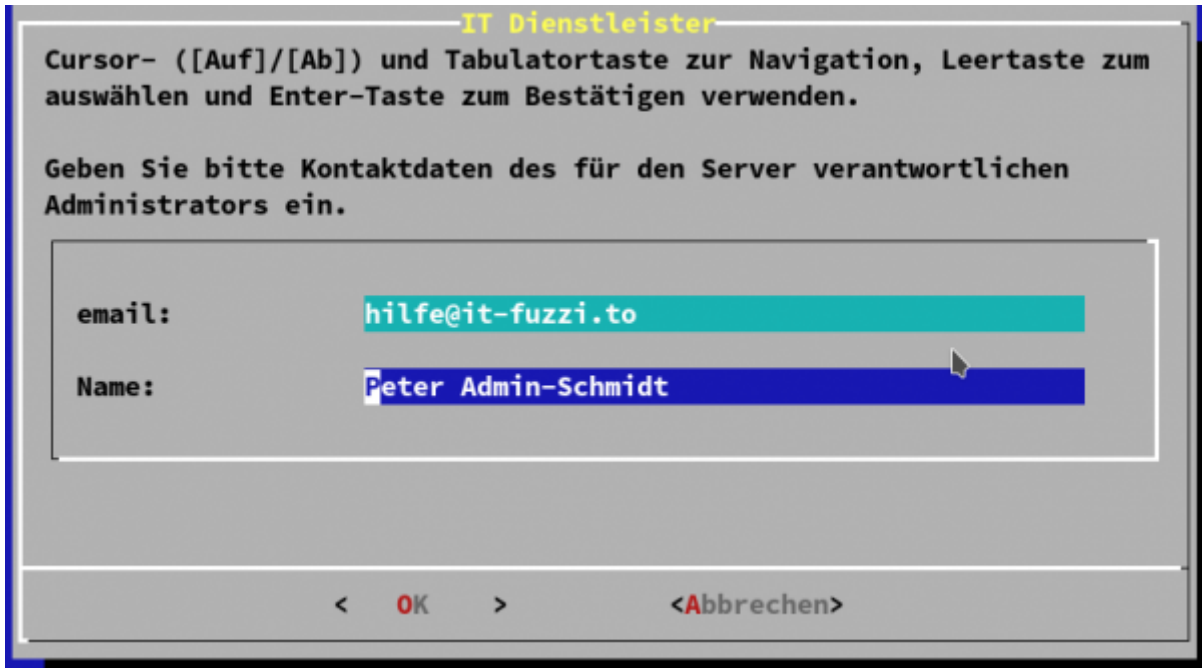 IT Dienstleister
Cursor- ([Auf]/[Ab]) und Tabulatortaste zur Navigation, Leertaste zum
auswählen und Enter-Taste zum Bestätigen verwenden.
Geben Sie bitte Kontaktdaten des für den Server verantwortlichen
Administrators ein.
email: hilfe@it-fuzzi.to
Name: Peter Admin-Schmidt
< OK > <Abbrechen>